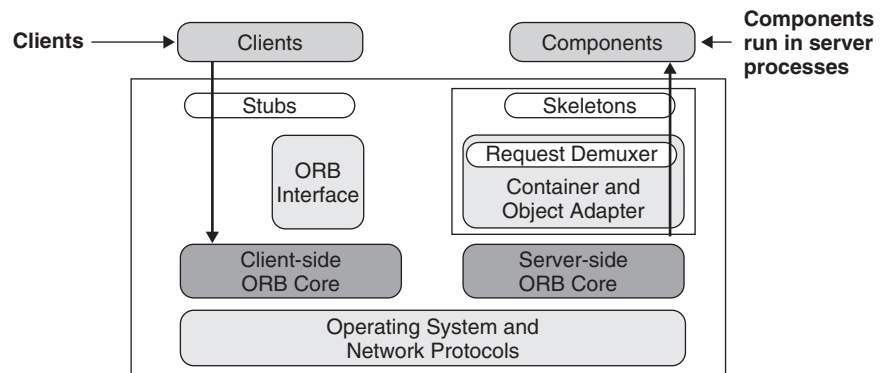 Clients
Clients
Components
Components
run in server
processes
Stubs
Skeletons
ORB
Interface
Request Demuxer
Container and
Object Adapter
Client-side
ORB Core
Server-side
ORB Core
Operating System and
Network Protocols